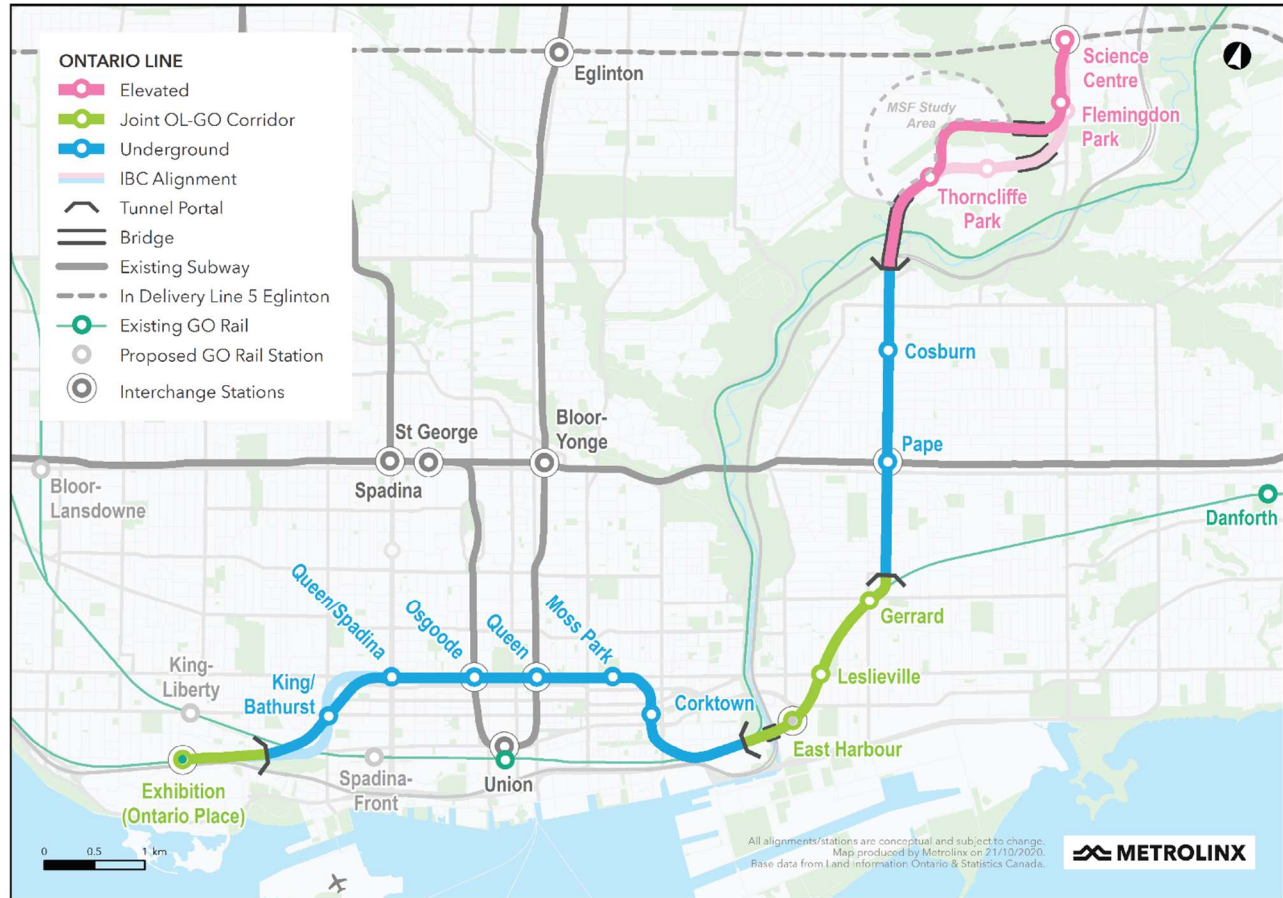 ONTARIO LINE
Elevated
Joint OL-GO Corridor
Underground
IBC Alignment
Tunnel Portal
Bridge
Existing Subway
In Delivery Line 5 Eglinton
Existing GO Rail
Proposed GO Rail Station
Interchange Stations
Eglinton
Science
Centre
MSF Study
Area
Flemingdon
Park
Thorncliffe
Park
Cosburn
Pape
St George
Bloor-
Yonge
Spadina
Bloor-
Lansdowne
Danforth
Gerrard
Leslieville
East Harbour
Corktown
Moss Park
Queen
Osgoode
Queen/Spadina
King/
Bathurst
King-
Liberty
Exhibition
(Ontario Place)
Spadina-
Front
Union
0 0.5 1 km
All alignments/stations are conceptual and subject to change.
Map produced by Metrolinx on 21/10/2020.
Base data from Land Information Ontario & Statistics Canada.
METROLINX